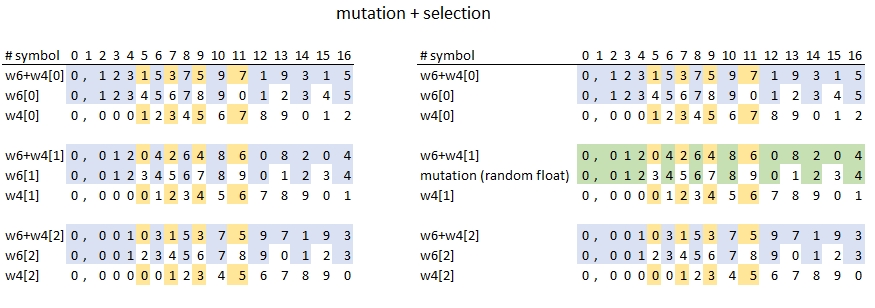 mutation + selection
# symbol 0 1 2 3 4 5 6 7 8 9 10 11 12 13 14 15 16
w6+w4[0] 0 , 1 2 3 1 5 3 7 5 9 7 1 9 3 1 5
w6[0] 0 , 1 2 3 4 5 6 7 8 9 0 1 2 3 4 5
w4[0] 0 , 0 0 0 1 2 3 4 5 6 7 8 9 0 1 2
w6+w4[1] 0 , 0 1 2 0 4 2 6 4 8 6 0 8 2 0 4
w6[1] 0 , 0 1 2 3 4 5 6 7 8 9 0 1 2 3 4
w4[1] 0 , 0 0 0 0 1 2 3 4 5 6 7 8 9 0 1
w6+w4[2] 0 , 0 0 1 0 3 1 5 3 7 5 9 7 1 9 3
w6[2] 0 , 0 0 1 2 3 4 5 6 7 8 9 0 1 2 3
w4[2] 0 , 0 0 0 0 0 1 2 3 4 5 6 7 8 9 0
# symbol 0 1 2 3 4 5 6 7 8 9 10 11 12 13 14 15 16
w6+w4[0] 0 , 1 2 3 1 5 3 7 5 9 7 1 9 3 1 5
w6[0] 0 , 1 2 3 4 5 6 7 8 9 0 1 2 3 4 5
w4[0] 0 , 0 0 0 1 2 3 4 5 6 7 8 9 0 1 2
w6+w4[1] 0 , 0 1 2 0 4 2 6 4 8 6 0 8 2 0 4
mutation (random float) 0 , 0 1 2 3 4 5 6 7 8 9 0 1 2 3 4
w4[1] 0 , 0 0 0 0 1 2 3 4 5 6 7 8 9 0 1
w6+w4[2] 0 , 0 0 1 0 3 1 5 3 7 5 9 7 1 9 3
w6[2] 0 , 0 0 1 2 3 4 5 6 7 8 9 0 1 2 3
w4[2] 0 , 0 0 0 0 0 1 2 3 4 5 6 7 8 9 0